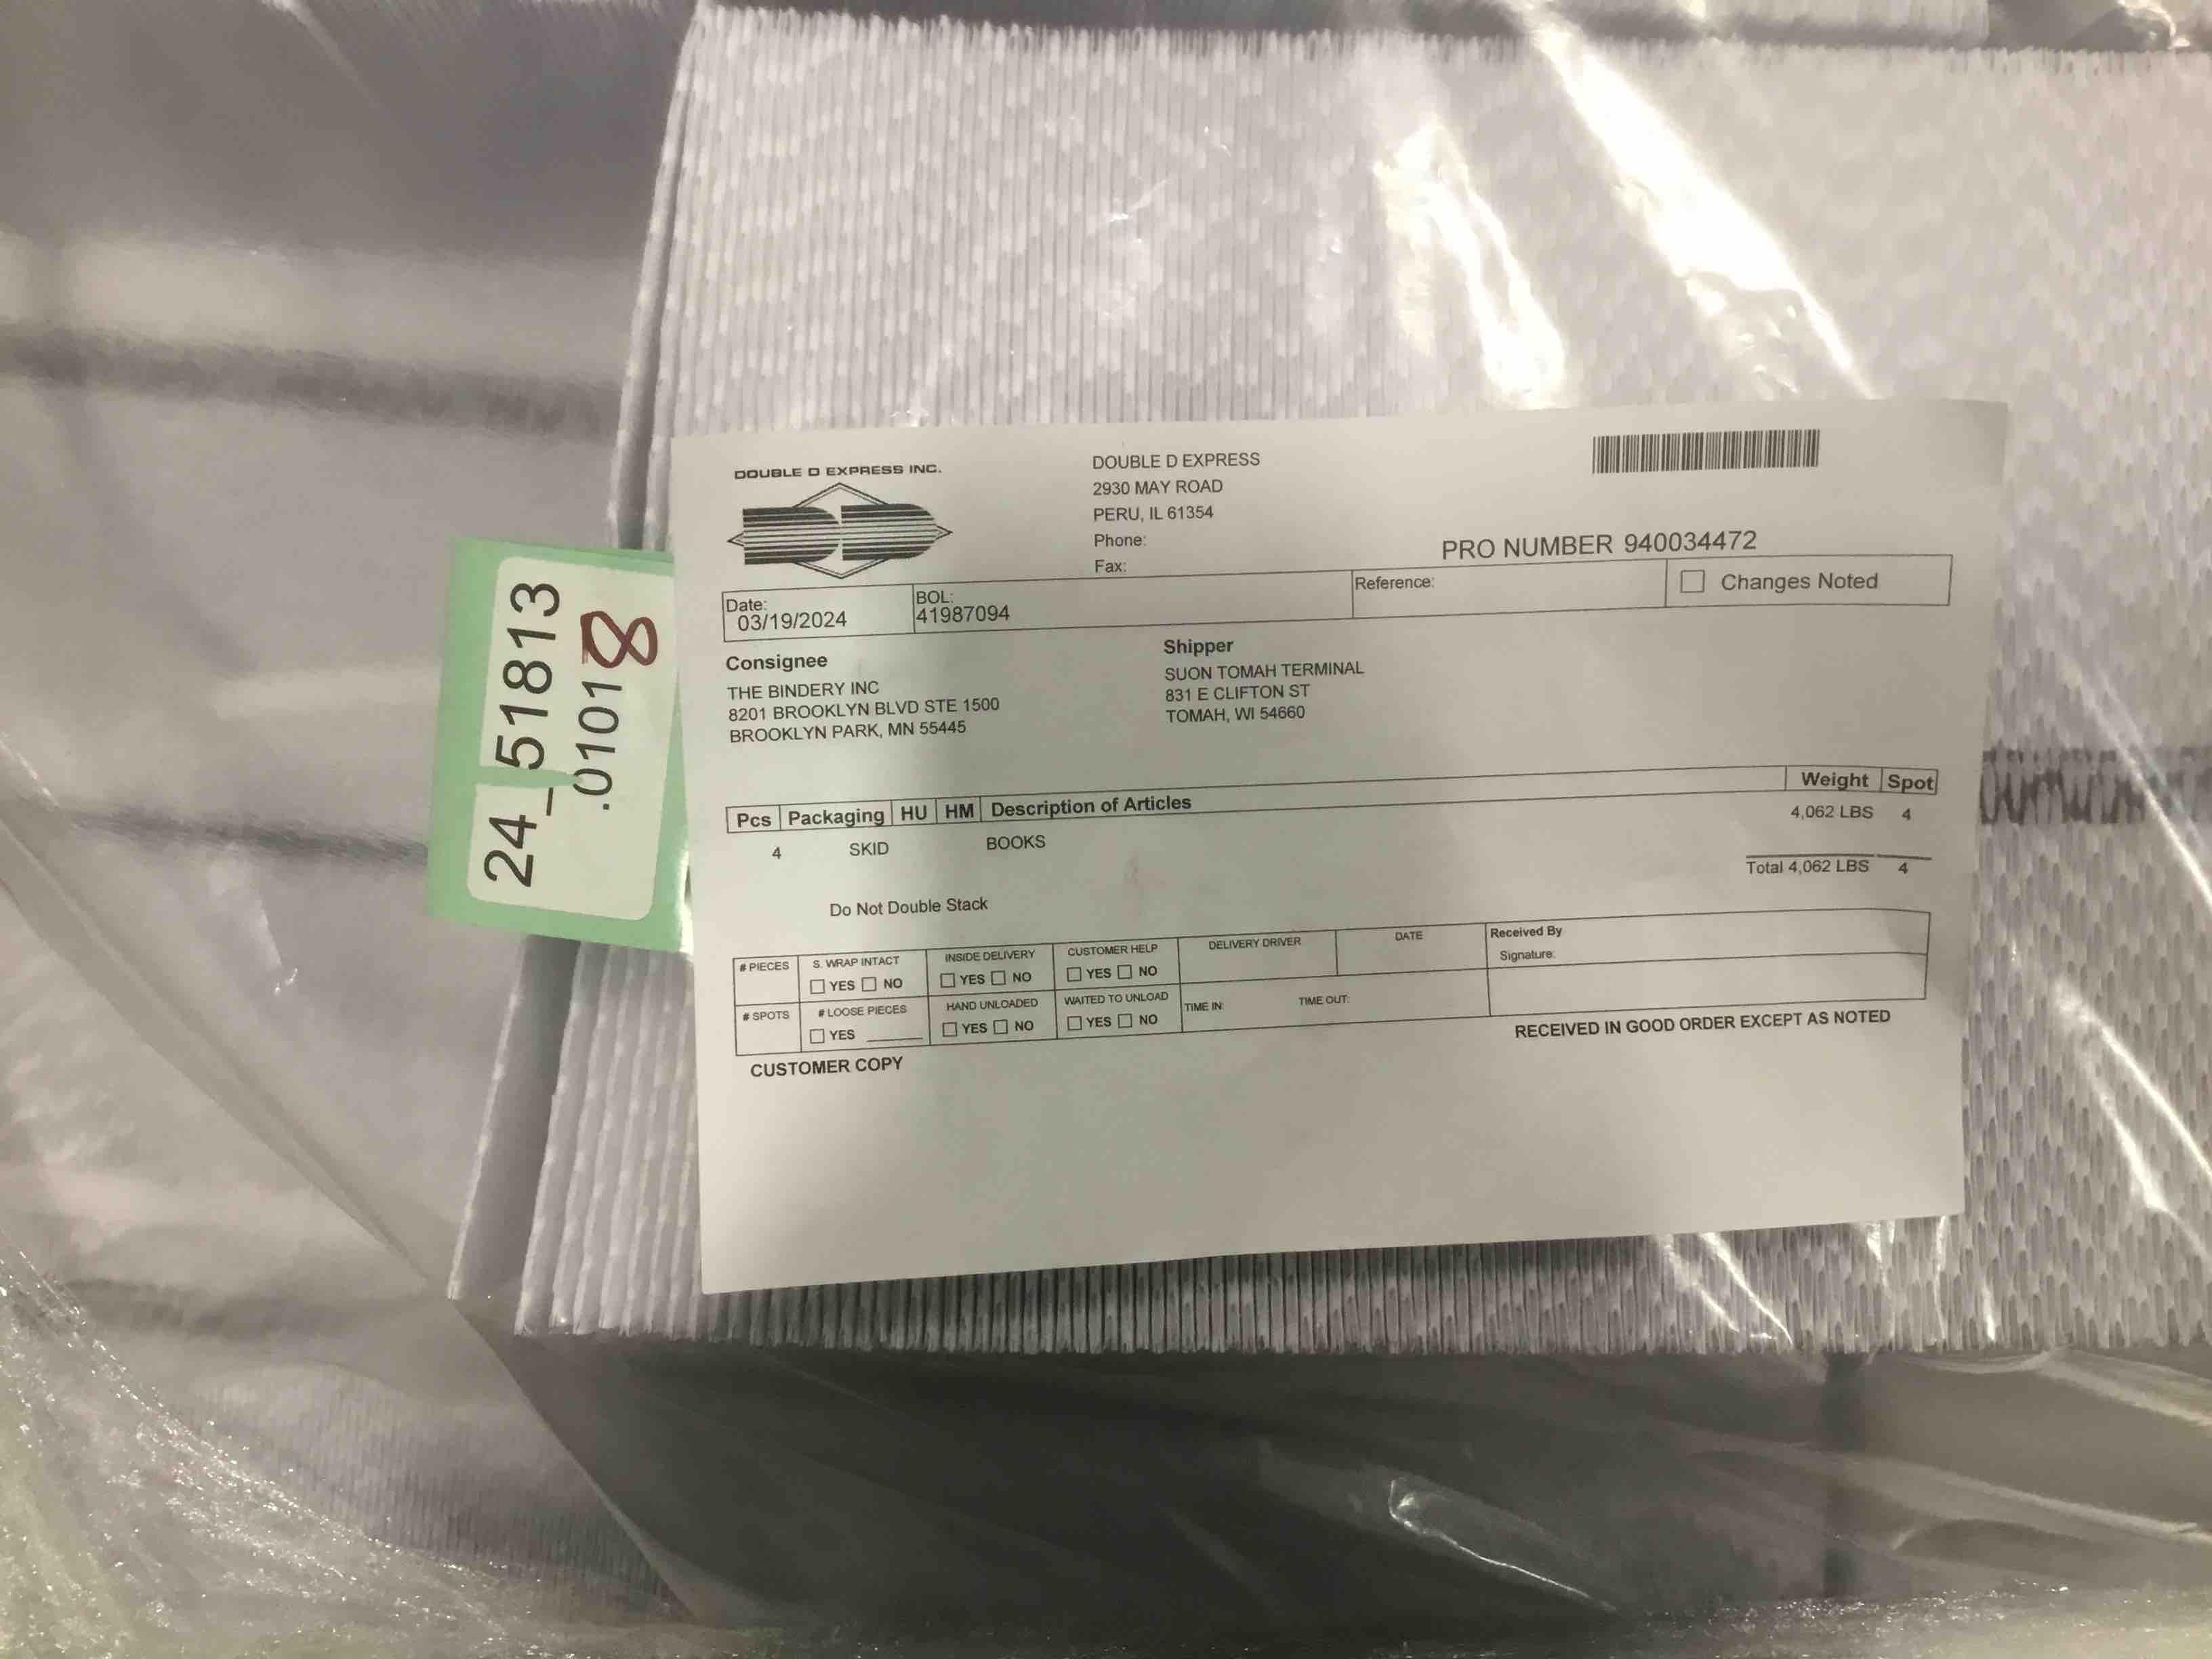 24_51813
.01018
DOUBLE D EXPRESS INC.
DOUBLE D EXPRESS
2930 MAY ROAD
PERU, IL 61354
Phone:
Fax:
PRO NUMBER 940034472
Date:
03/19/2024
BOL:
41987094
Reference:
Changes Noted
Consignee
THE BINDERY INC
8201 BROOKLYN BLVD STE 1500
BROOKLYN PARK, MN 55445
Shipper
SUON TOMAH TERMINAL
831 E CLIFTON ST
TOMAH, WI 54660
Pcs Packaging HU HM Description of Articles Weight Spot
4 SKID BOOKS 4,062 LBS 4
Total 4,062 LBS 4
Do Not Double Stack
# PIECES
S. WRAP INTACT
YES NO
INSIDE DELIVERY
YES NO
CUSTOMER HELP
YES NO
DELIVERY DRIVER
DATE
Received By
Signature:
# SPOTS
# LOOSE PIECES
YES ______
HAND UNLOADED
YES NO
WAITED TO UNLOAD
YES NO
TIME IN:
TIME OUT:
RECEIVED IN GOOD ORDER EXCEPT AS NOTED
CUSTOMER COPY